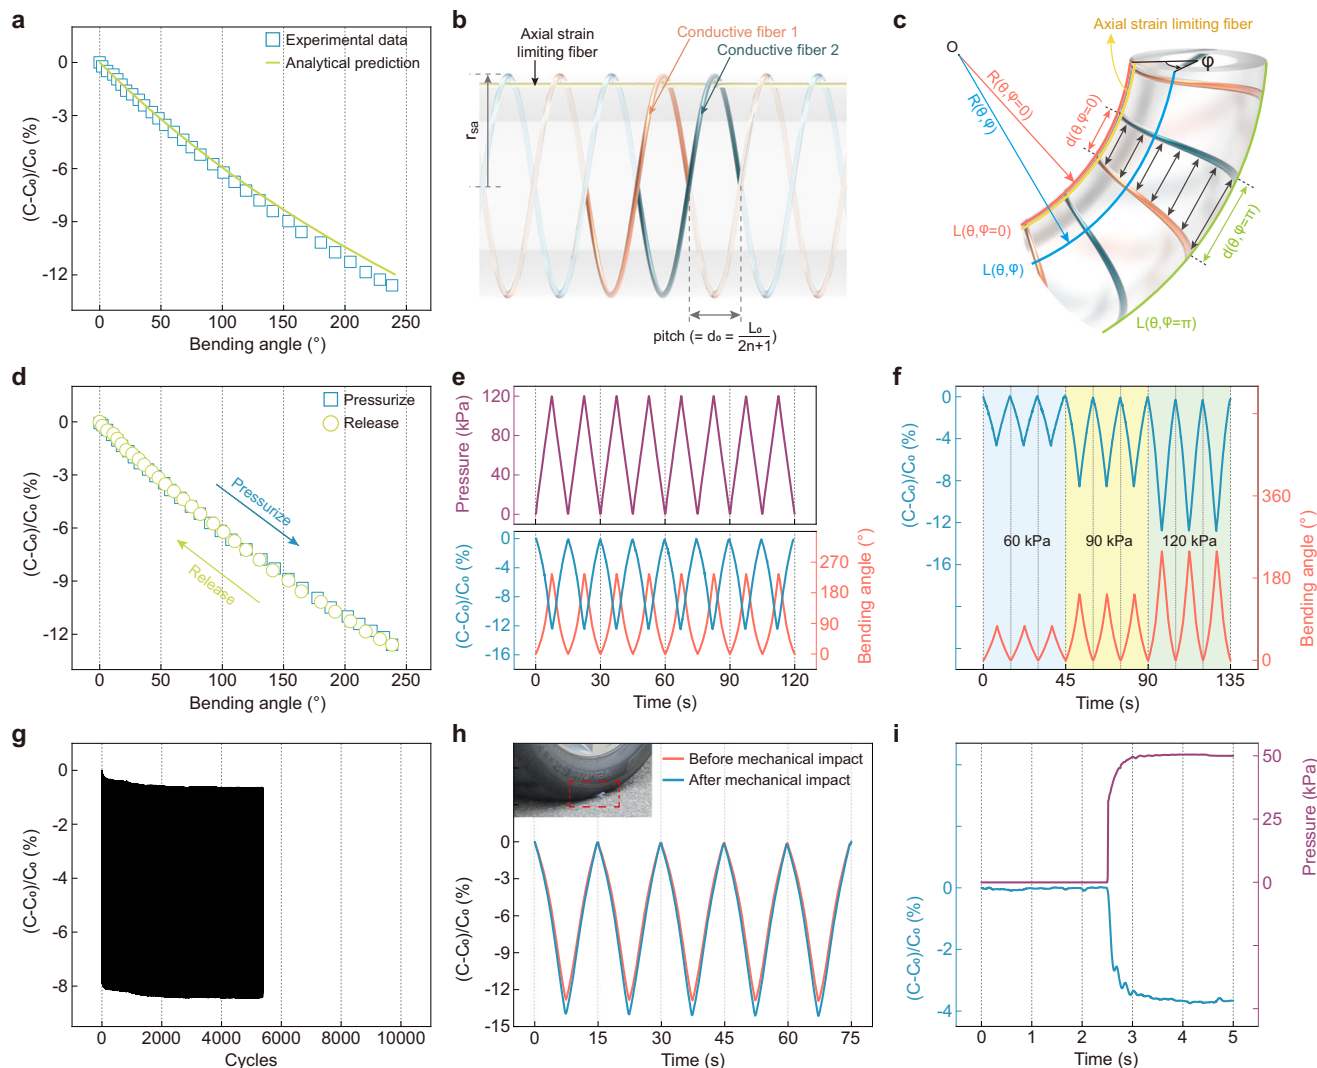 a
0
-3
-6
-9
-12
(C-C₀)/C₀ (%)
Experimental data
Analytical prediction
0 50 100 150 200 250
Bending angle (°)
b
Axial strain
limiting fiber
Conductive fiber 1
Conductive fiber 2
r_sa
pitch (= d₀ = L₀/2n+1)
c
Axial strain limiting fiber
O
φ
R(θ,φ=0)
R(θ,φ)
d(θ,φ=0)
d(θ,φ=π)
L(θ,φ=0)
L(θ,φ)
L(θ,φ=π)
d
0
-3
-6
-9
-12
(C-C₀)/C₀ (%)
Pressurize
Release
Pressurize
Release
0 50 100 150 200 250
Bending angle (°)
e
120
80
40
0
Pressure (kPa)
0
-4
-8
-12
-16
(C-C₀)/C₀ (%)
270
180
90
0
Bending angle (°)
0 30 60 90 120
Time (s)
f
0
-4
-8
-12
-16
(C-C₀)/C₀ (%)
60 kPa 90 kPa 120 kPa
360
180
0
Bending angle (°)
0 45 90 135
Time (s)
g
0
-2
-4
-6
-8
(C-C₀)/C₀ (%)
0 2000 4000 6000 8000 10000
Cycles
h
Before mechanical impact
After mechanical impact
0
-3
-6
-9
-12
-15
(C-C₀)/C₀ (%)
0 15 30 45 60 75
Time (s)
i
0
-2
-4
(C-C₀)/C₀ (%)
50
25
0
Pressure (kPa)
0 1 2 3 4 5
Time (s)